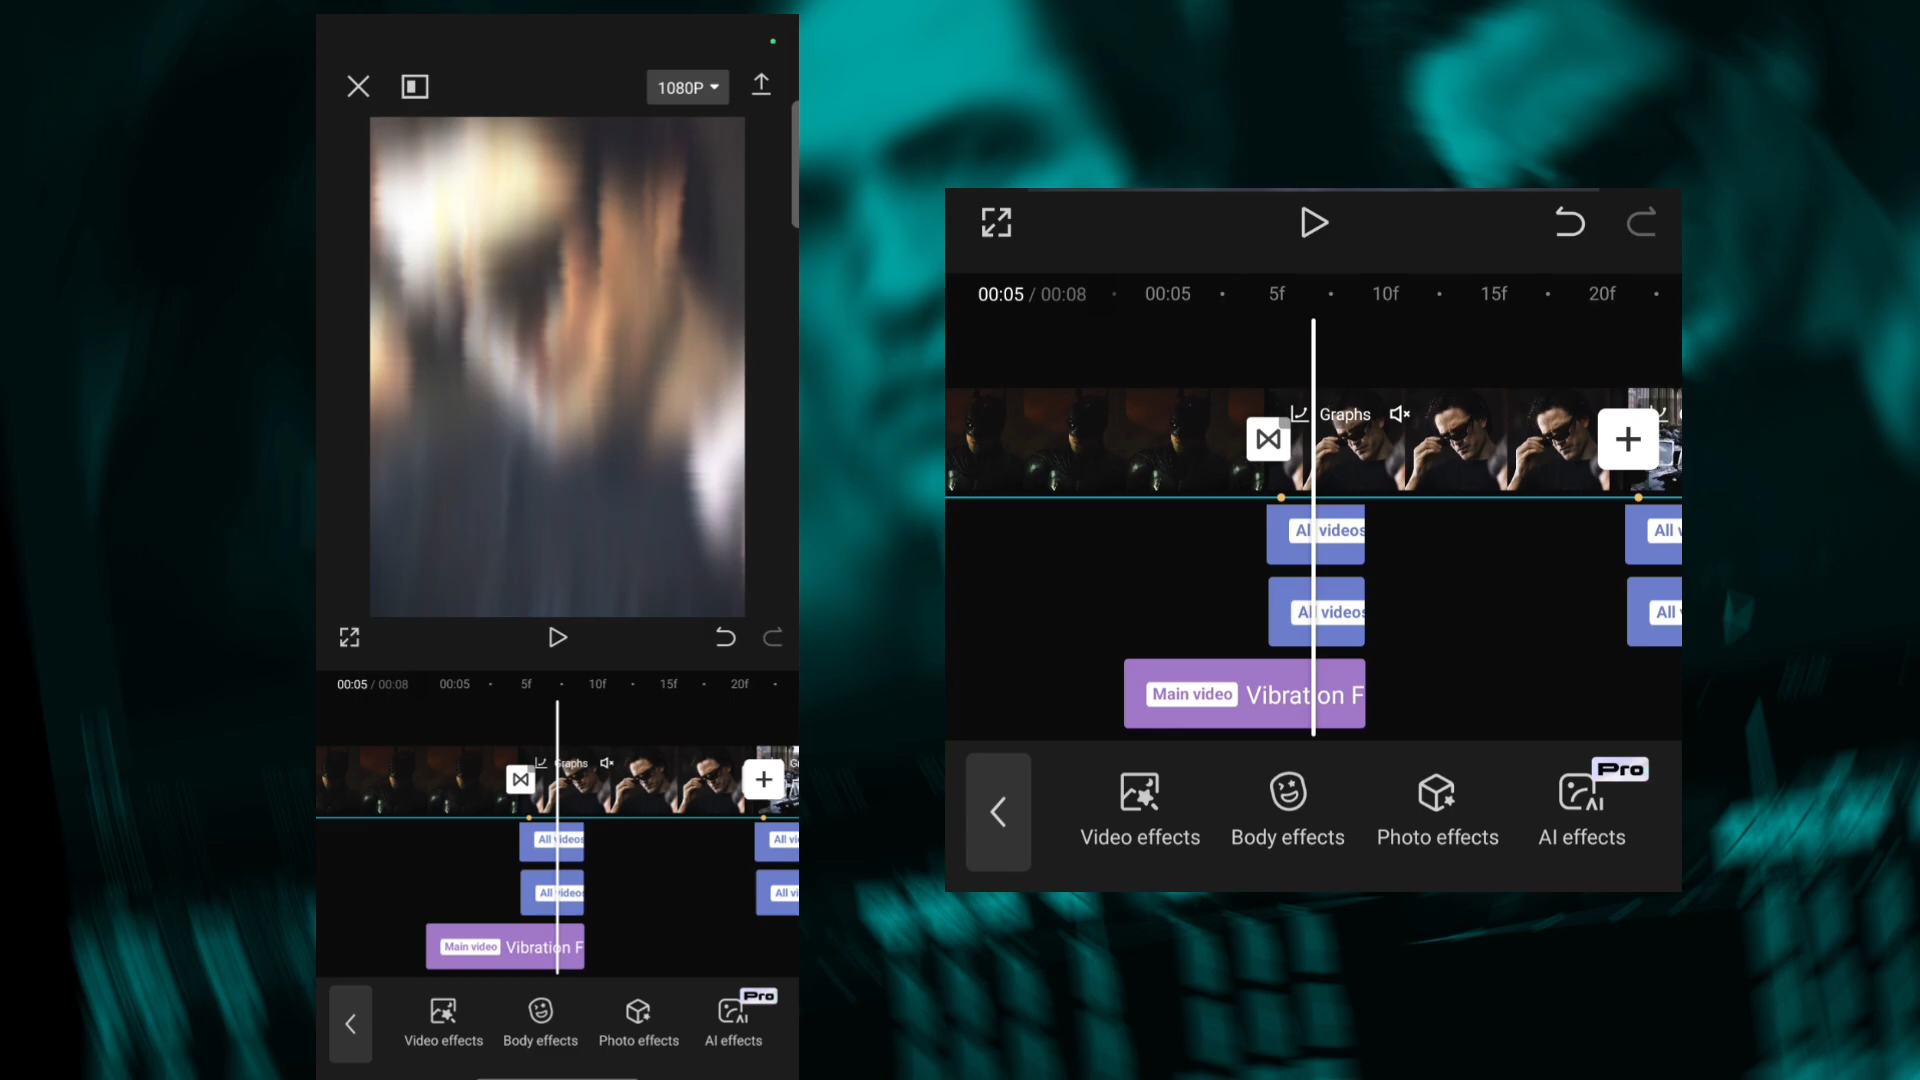 1080P
00:05 / 00:08 00:05 5f 10f 15f 20f
Graphs
All videos All vi
All videos All vi
Main video Vibration F
Pro
Video effects Body effects Photo effects AI effects
00:05 / 00:08 00:05 5f 10f 15f 20f
Graphs
All videos All v
All videos All v
Main video Vibration F
Pro
Video effects Body effects Photo effects AI effects